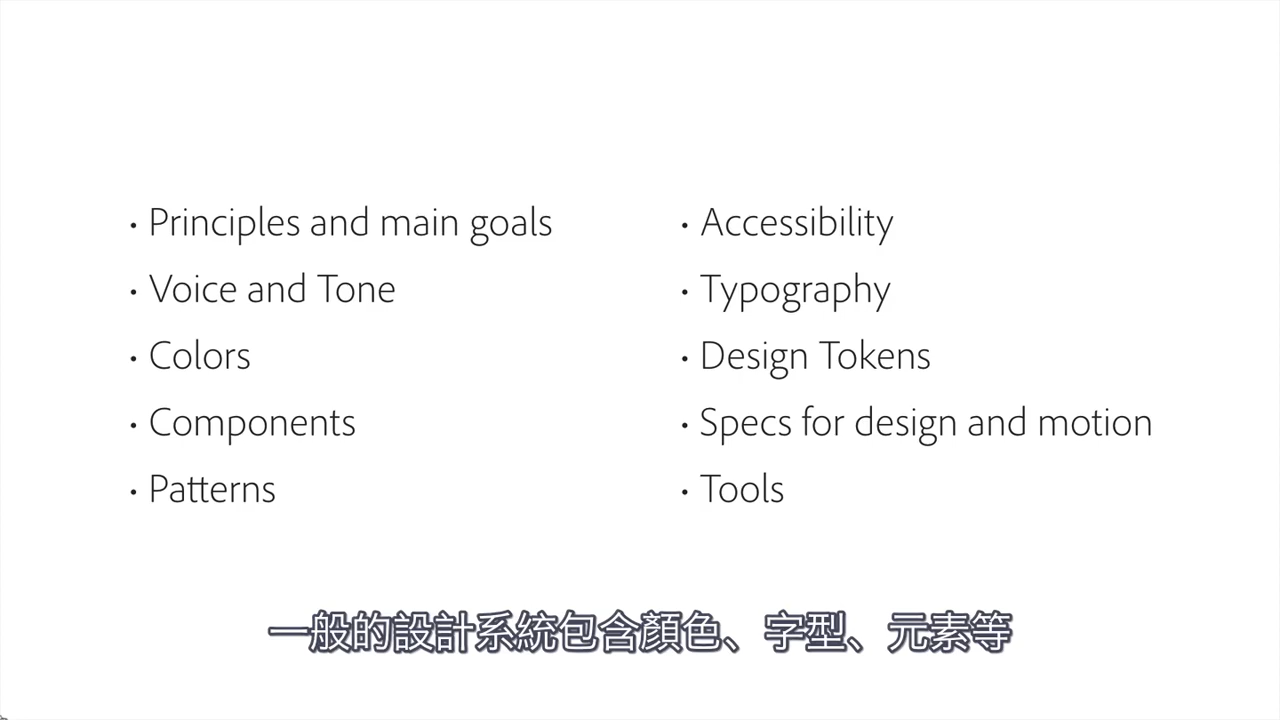 • Principles and main goals
• Voice and Tone
• Colors
• Components
• Patterns
• Accessibility
• Typography
• Design Tokens
• Specs for design and motion
• Tools
一般的設計系統包含顏色、字型、元素等